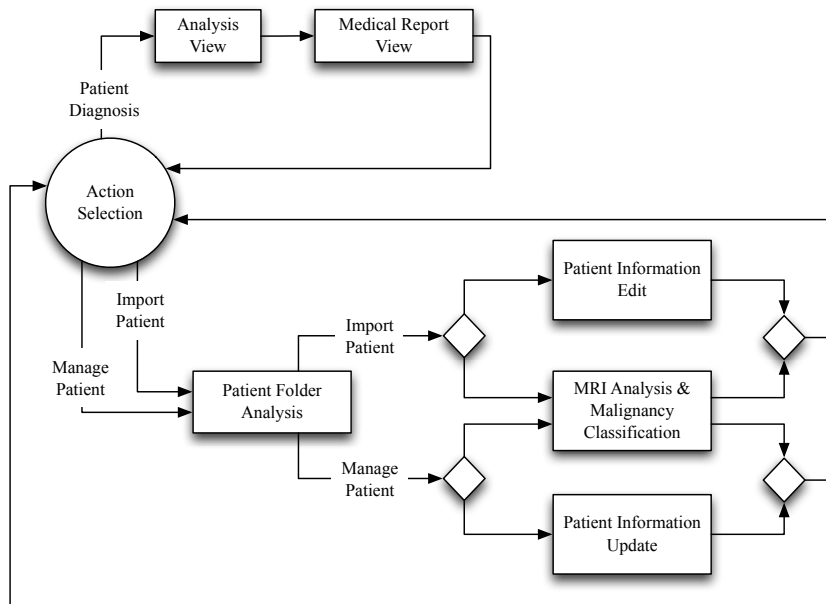 Analysis
View
Medical Report
View
Patient
Diagnosis
Action
Selection
Import
Patient
Manage
Patient
Patient Folder
Analysis
Import
Patient
Manage
Patient
Patient Information
Edit
MRI Analysis &
Malignancy
Classification
Patient Information
Update